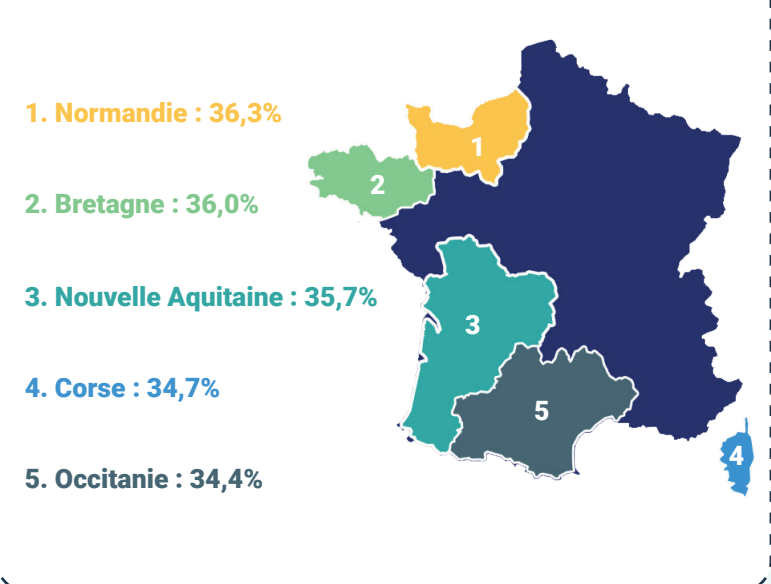 1. Normandie : 36,3%
2. Bretagne : 36,0%
3. Nouvelle Aquitaine : 35,7%
4. Corse : 34,7%
5. Occitanie : 34,4%
1
2
3
5
4